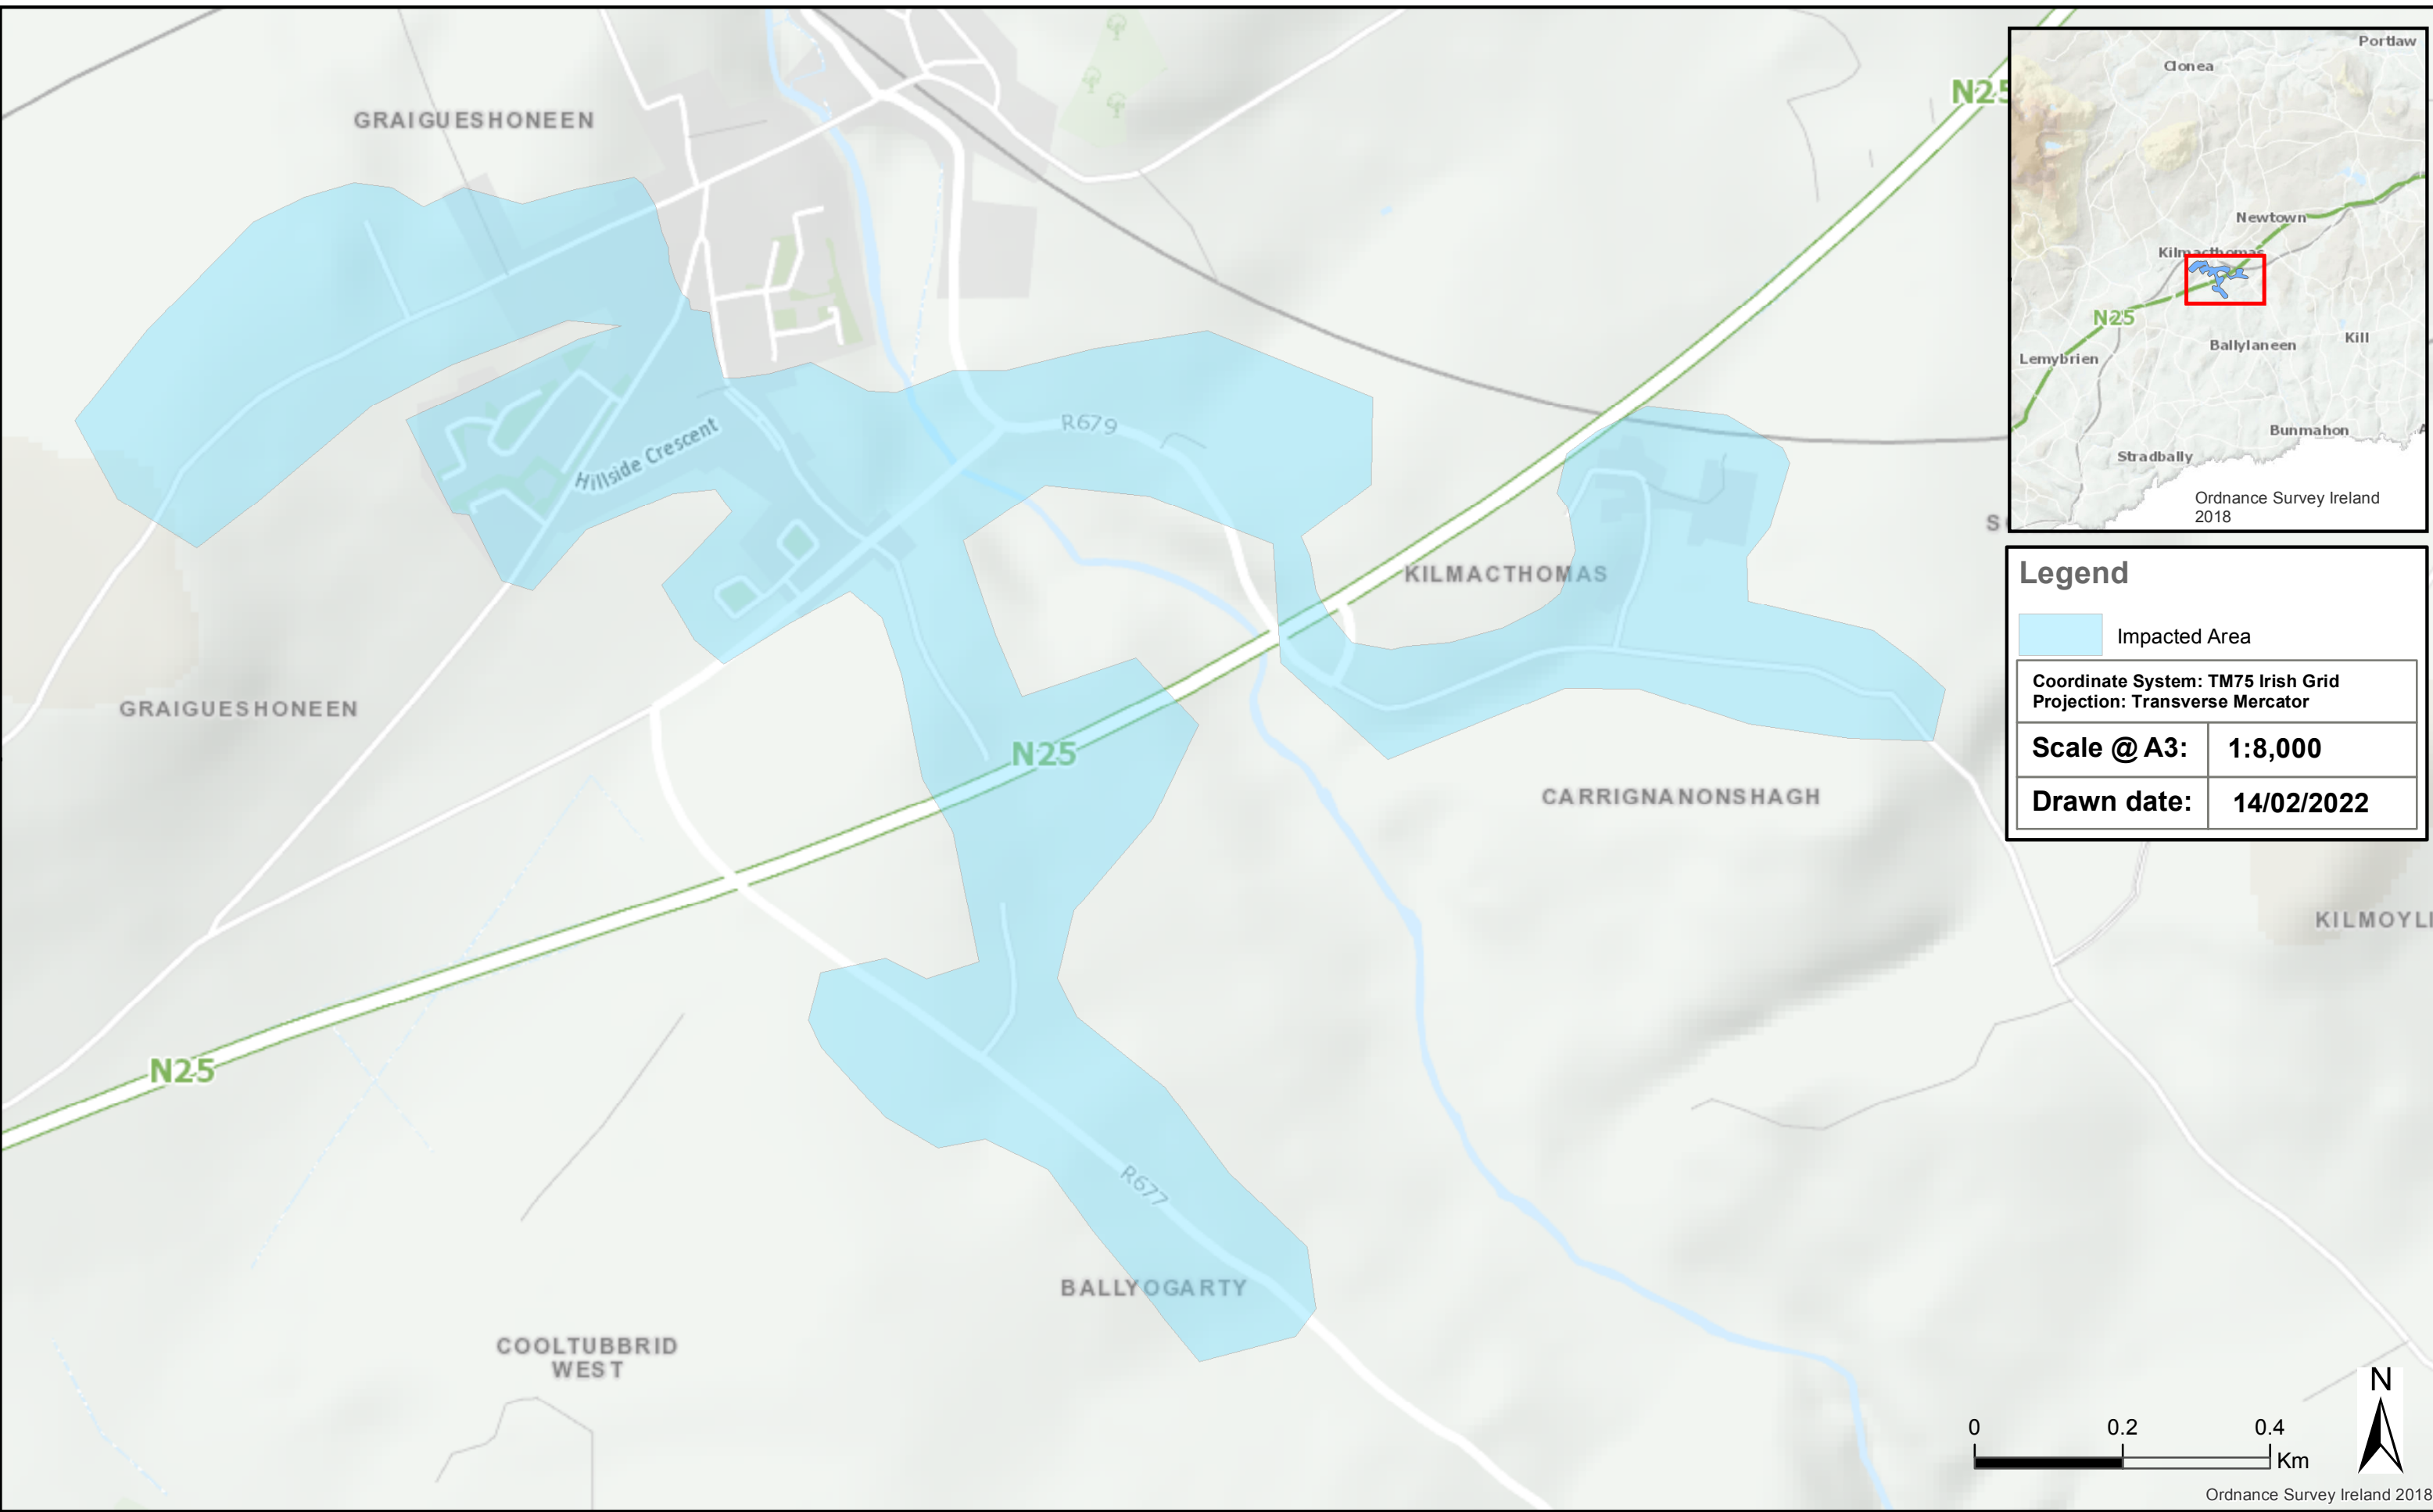 GRAIGUESHONEEN
Hillside Crescent
R679
N25
KILMACTHOMAS
GRAIGUESHONEEN
N25
CARRIGNANONSHAGH
N25
R677
BALLYOGARTY
COOLTUBBRID
WEST
Portlaw
Clonea
Newtown
Kilmacthomas
N25
Kill
Ballylaneen
Lemybrien
Bunmahon
Stradbally
Ordnance Survey Ireland
2018
Legend
Impacted Area
Coordinate System: TM75 Irish Grid
Projection: Transverse Mercator
Scale @ A3: 1:8,000
Drawn date: 14/02/2022
N
0 0.2 0.4
Km
Ordnance Survey Ireland 2018